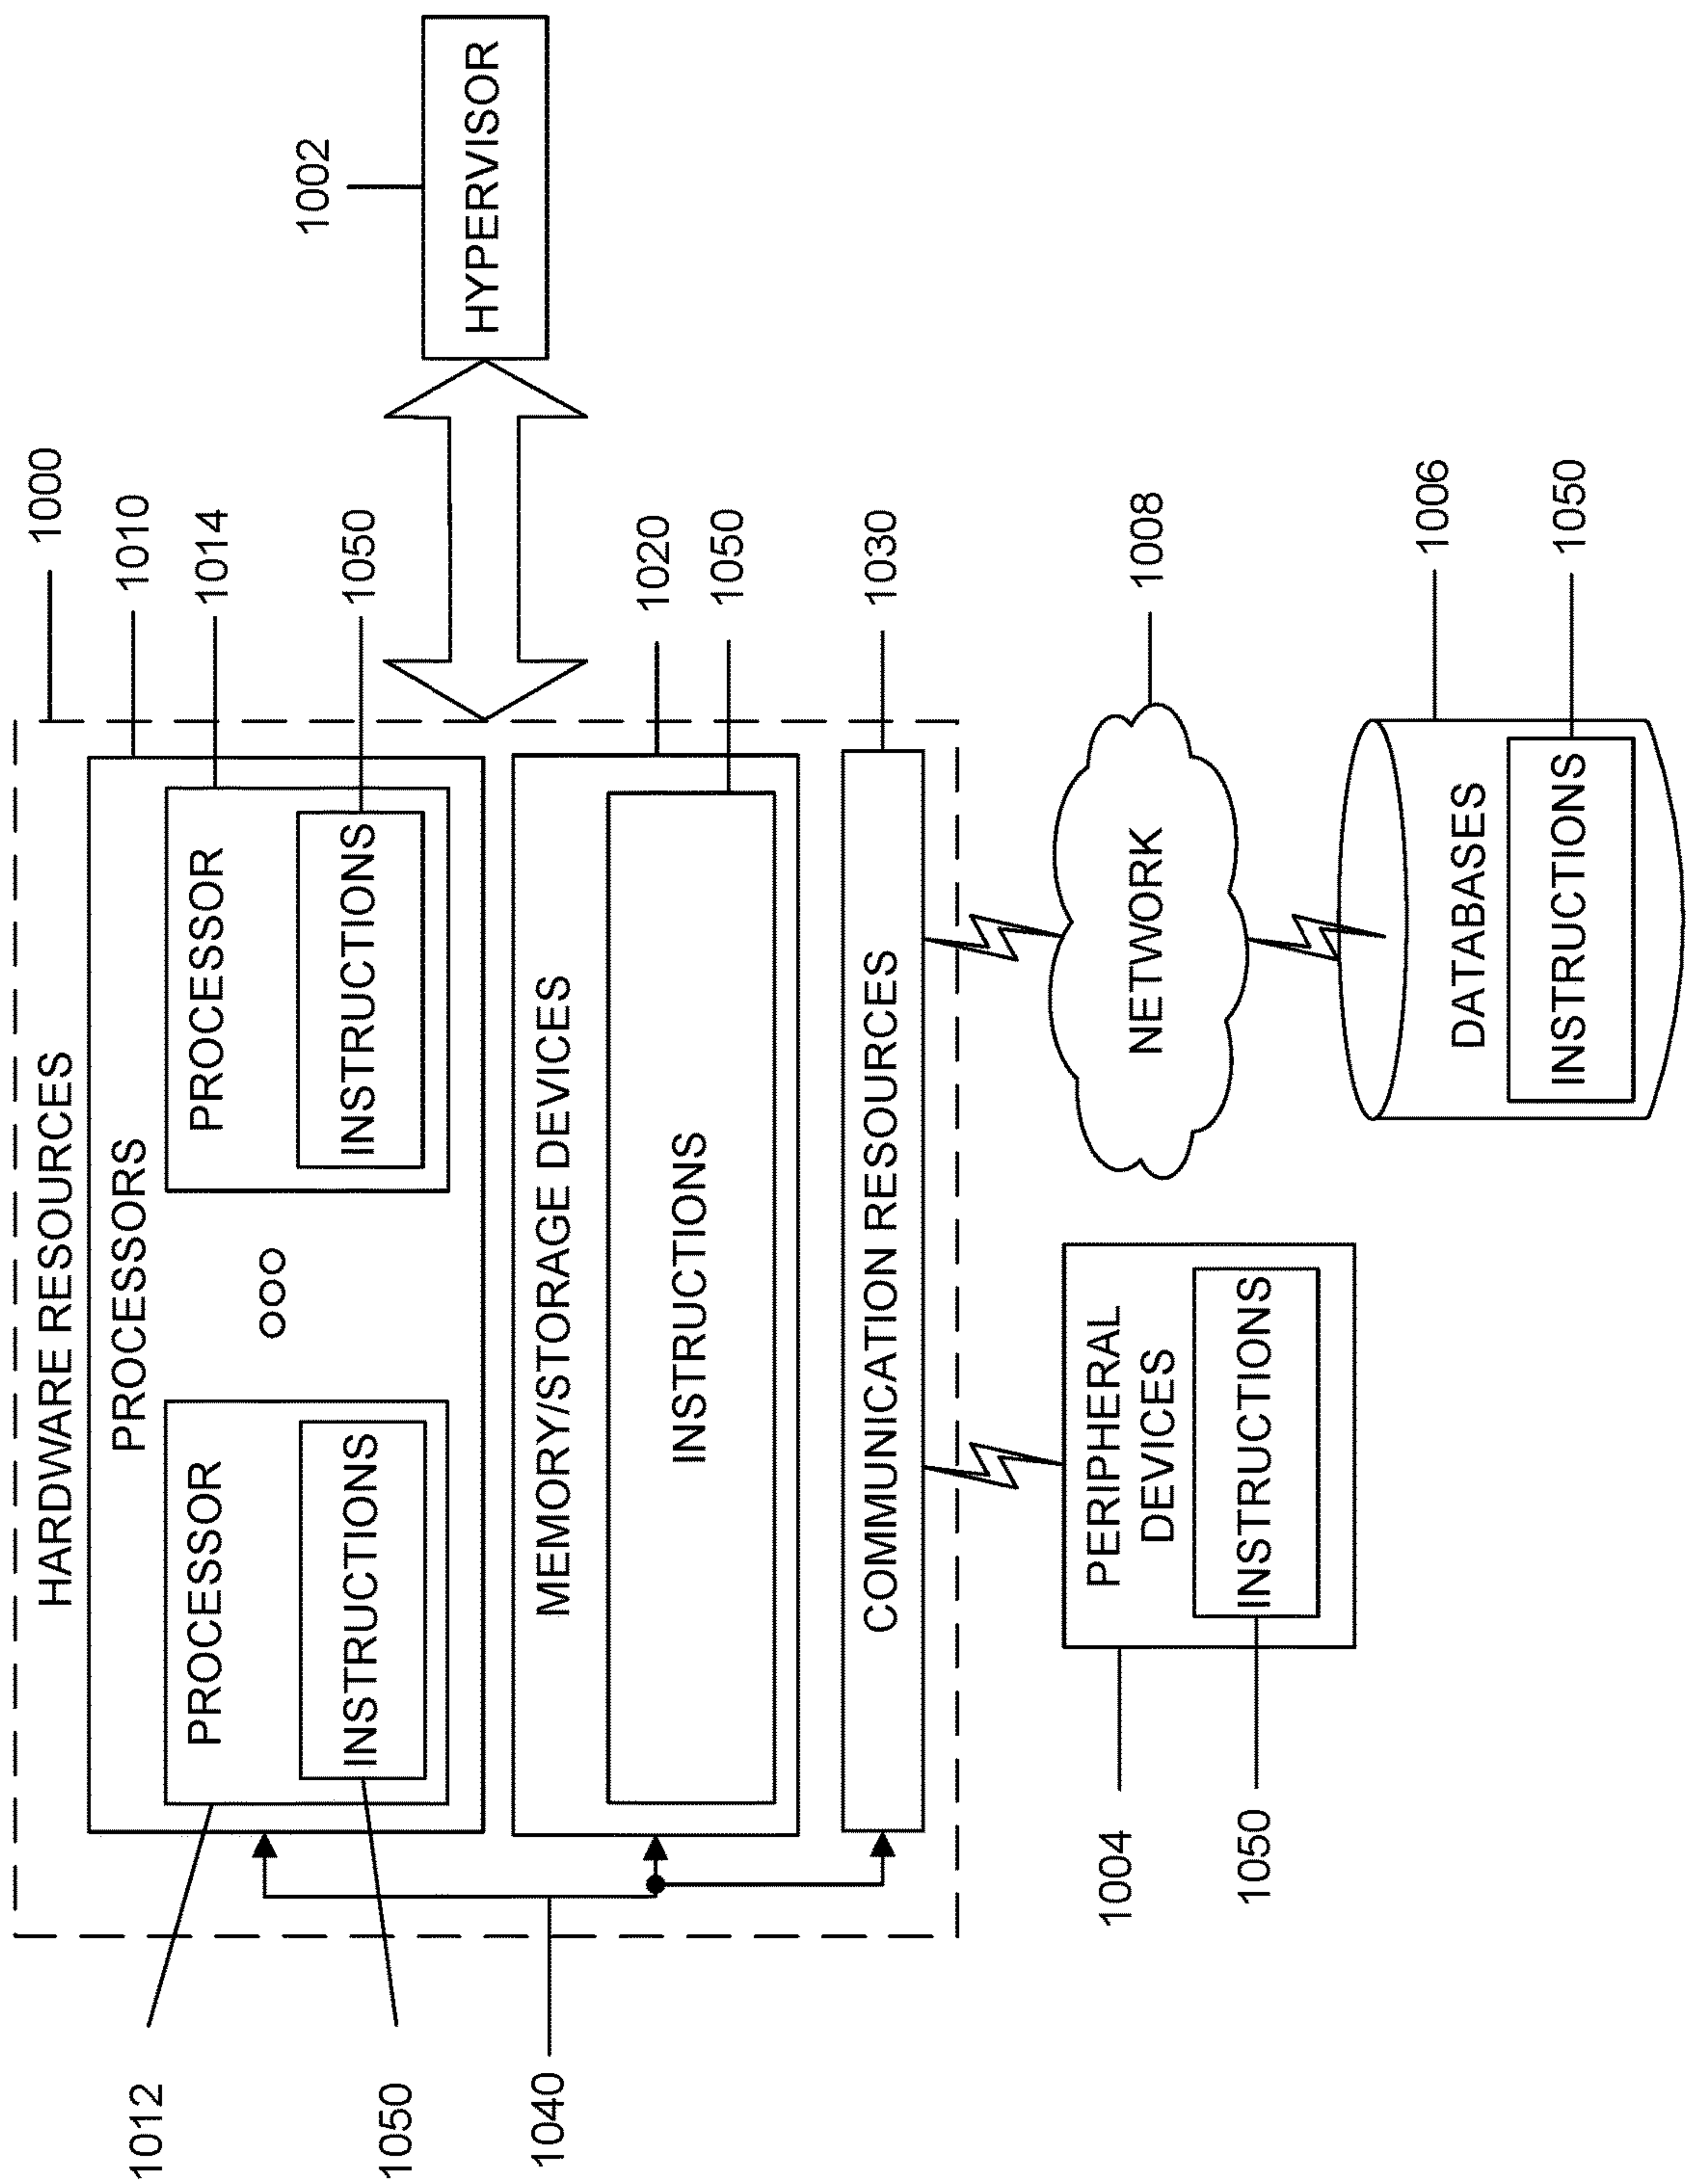 HARDWARE RESOURCES
1000
PROCESSORS
1010
PROCESSOR
PROCESSOR
1014
1012
INSTRUCTIONS
INSTRUCTIONS
1050
1050
1002
HYPERVISOR
MEMORY/STORAGE DEVICES
1020
INSTRUCTIONS
1050
1040
COMMUNICATION RESOURCES
1030
PERIPHERAL
DEVICES
1004
INSTRUCTIONS
1050
NETWORK
1008
DATABASES
1006
INSTRUCTIONS
1050